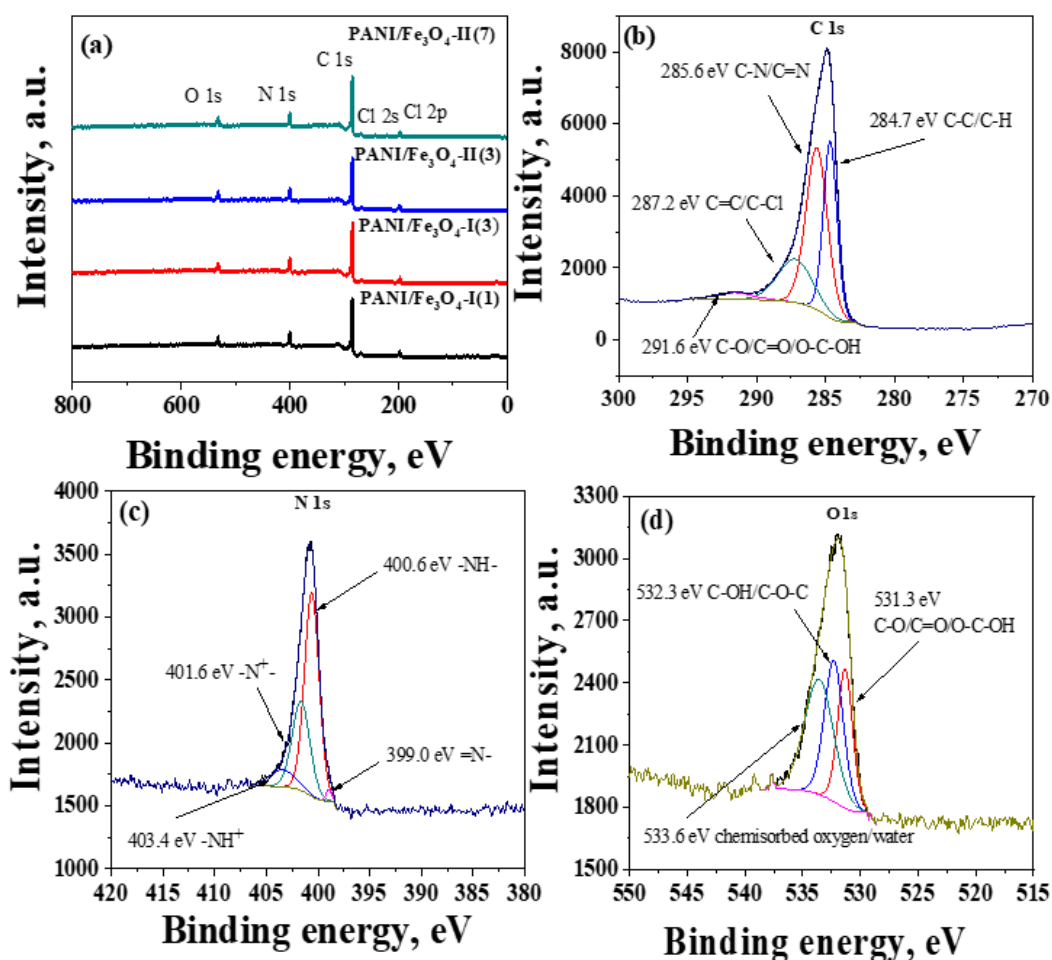 (a)
PANI/Fe₃O₄-II(7)
C 1s
O 1s
N 1s
Cl 2s
Cl 2p
PANI/Fe₃O₄-II(3)
PANI/Fe₃O₄-I(3)
PANI/Fe₃O₄-I(1)
Intensity, a.u.
800 600 400 200 0
Binding energy, eV
(b)
C 1s
285.6 eV C-N/C=N
284.7 eV C-C/C-H
287.2 eV C=C/C-Cl
291.6 eV C-O/C=O/O-C-OH
8000
6000
4000
2000
0
Intensity, a.u.
300 295 290 285 280 275 270
Binding energy, eV
(c)
N 1s
400.6 eV -NH-
401.6 eV -N⁺-
399.0 eV =N-
403.4 eV -NH⁺
4000
3500
3000
2500
2000
1500
1000
Intensity, a.u.
420 415 410 405 400 395 390 385 380
Binding energy, eV
(d)
O1s
532.3 eV C-OH/C-O-C
531.3 eV
C-O/C=O/O-C-OH
533.6 eV chemisorbed oxygen/water
3300
3000
2700
2400
2100
1800
1500
Intensity, a.u.
550 545 540 535 530 525 520 515
Binding energy, eV